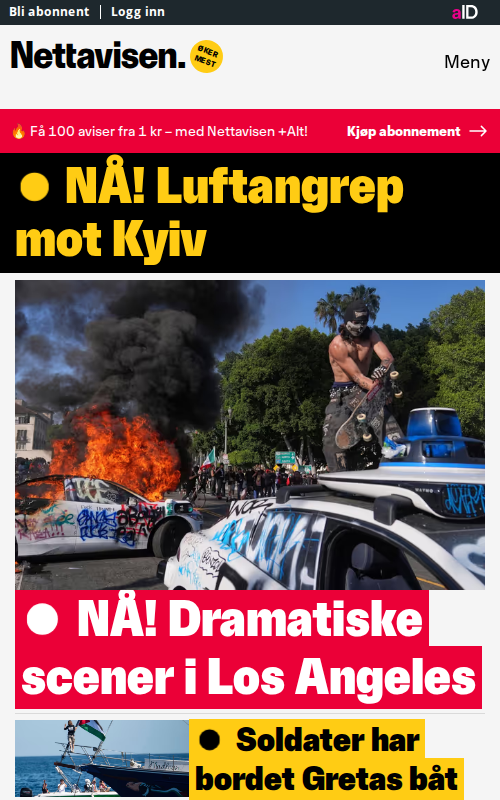 Bli abonnent | Logg inn
aID
Nettavisen.
ØKER
MEST
Meny
Få 100 aviser fra 1 kr – med Nettavisen +Alt!
Kjøp abonnement →
NÅ! Luftangrep
mot Kyiv
NÅ! Dramatiske
scener i Los Angeles
Soldater har
bordet Gretas båt